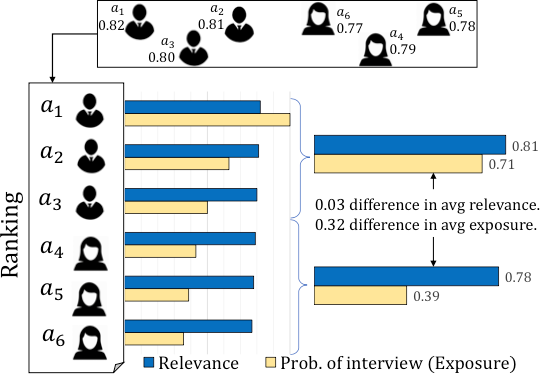 a1
0.82
a2
0.81
a3
0.80
a6
0.77
a4
0.79
a5
0.78
Ranking
a1
a2
a3
a4
a5
a6
0.81
0.71
0.03 difference in avg relevance.
0.32 difference in avg exposure.
0.78
0.39
Relevance
Prob. of interview (Exposure)